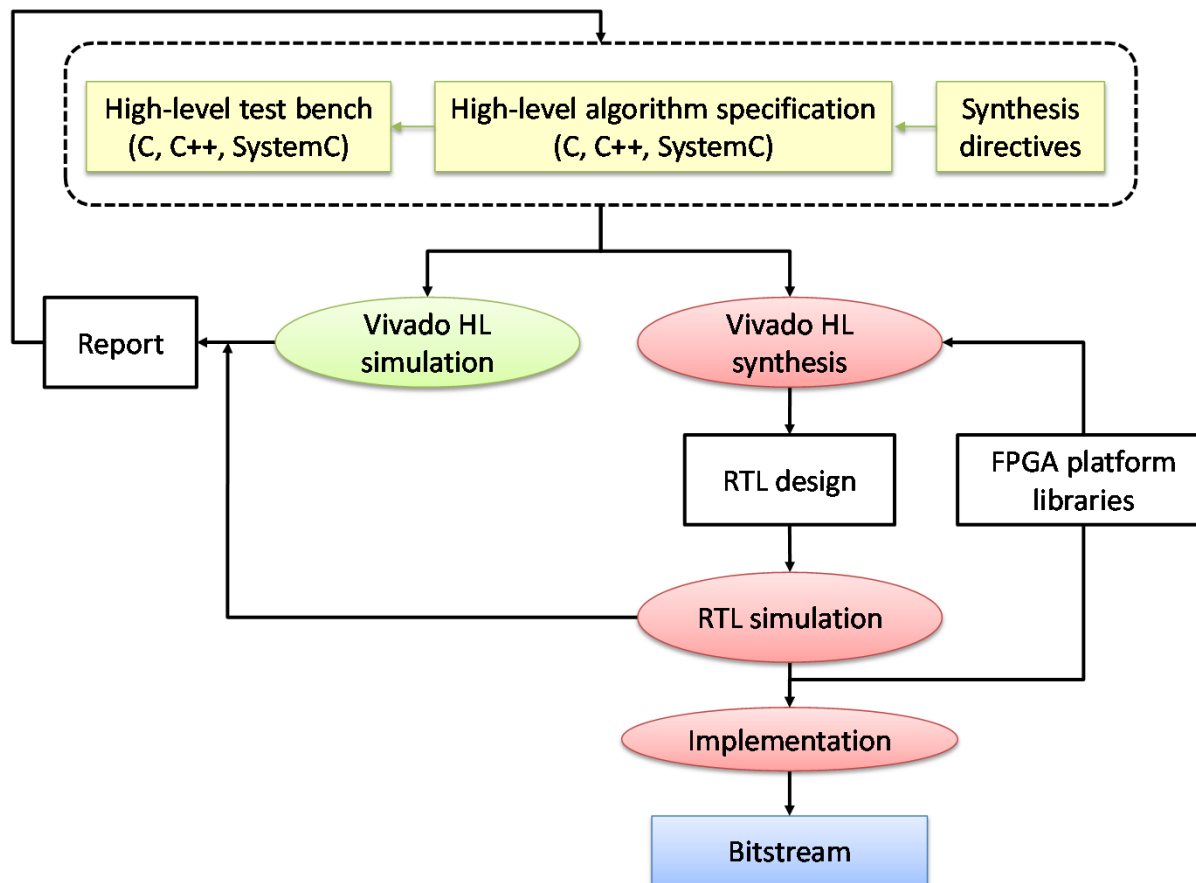 High-level test bench
(C, C++, SystemC)
High-level algorithm specification
(C, C++, SystemC)
Synthesis
directives
Report
Vivado HL
simulation
Vivado HL
synthesis
RTL design
FPGA platform
libraries
RTL simulation
Implementation
Bitstream